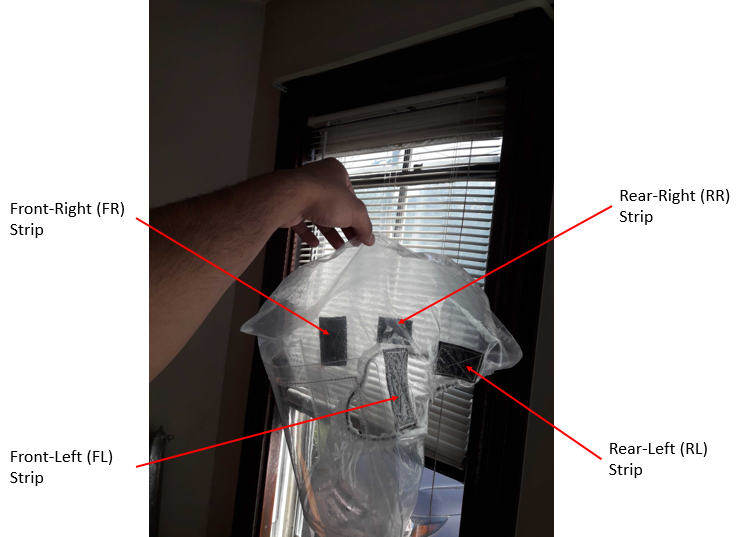 Front-Right (FR)
Strip
Rear-Right (RR)
Strip
Front-Left (FL)
Strip
Rear-Left (RL)
Strip